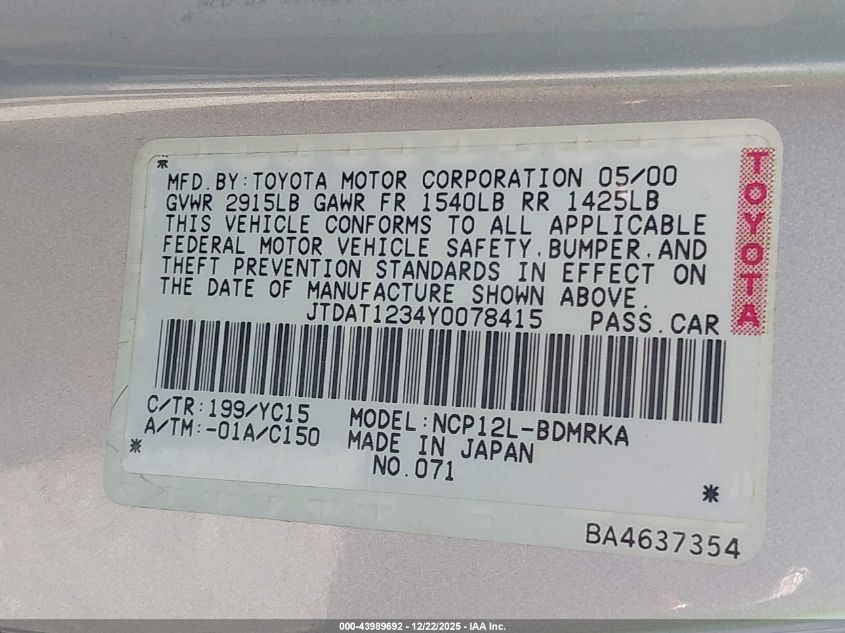 MFD. BY: TOYOTA MOTOR CORPORATION 05/00
GVWR 2915LB GAWR FR 1540LB RR 1425LB
THIS VEHICLE CONFORMS TO ALL APPLICABLE
FEDERAL MOTOR VEHICLE SAFETY, BUMPER, AND
THEFT PREVENTION STANDARDS IN EFFECT ON
THE DATE OF MANUFACTURE SHOWN ABOVE.
JTDAT1234Y0078415 PASS. CAR
TOYOTA
C/TR: 199/YC15 MODEL: NCP12L-BDMRKA
A/TM: -01A/C150 MADE IN JAPAN
NO. 071
BA4637354
000-43989692 - 12/22/2025 - IAA Inc.